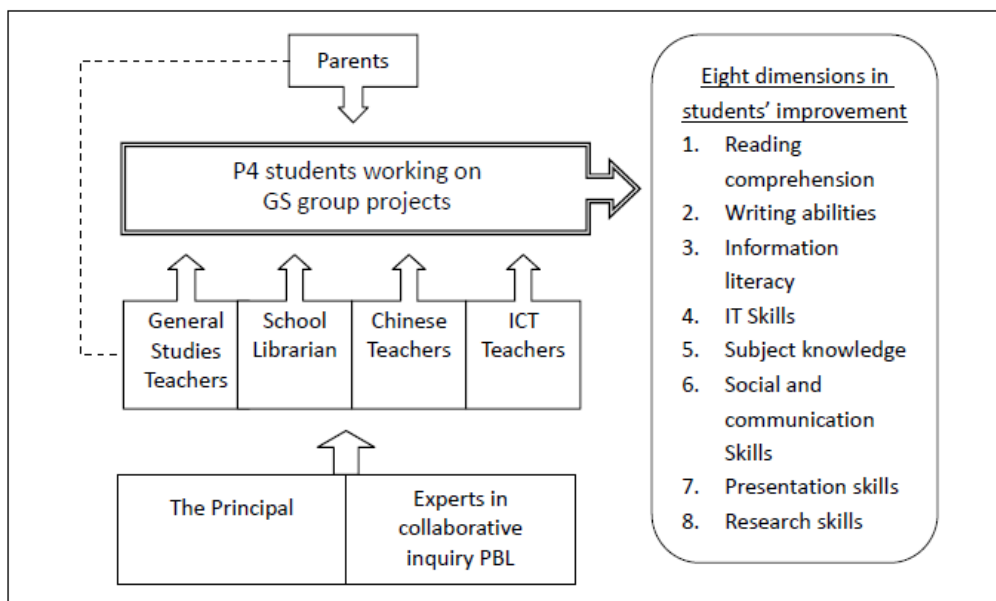 Parents
P4 students working on
GS group projects
General
Studies
Teachers
School
Librarian
Chinese
Teachers
ICT
Teachers
The Principal
Experts in
collaborative
inquiry PBL
Eight dimensions in
students’ improvement
1. Reading
comprehension
2. Writing abilities
3. Information
literacy
4. IT Skills
5. Subject knowledge
6. Social and
communication
Skills
7. Presentation skills
8. Research skills